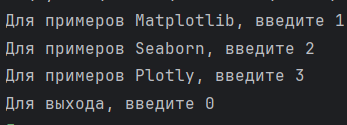 Для примеров Matplotlib, введите 1
Для примеров Seaborn, введите 2
Для примеров Plotly, введите 3
Для выхода, введите 0